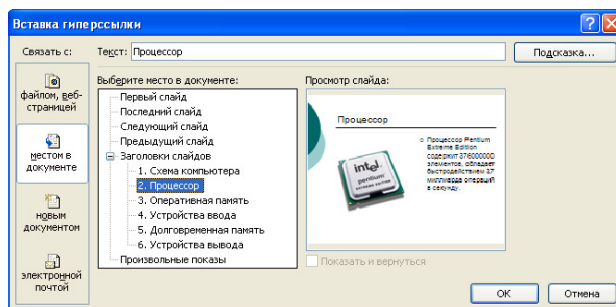 Вставка гиперссылки
Связать с:
Текст: Процессор
Подсказка...
файлом, веб-
страницей
местом в
документе
новым
документом
электронной
почтой
Выберите место в документе:
Первый слайд
Последний слайд
Следующий слайд
Предыдущий слайд
Заголовки слайдов
1. Схема компьютера
2. Процессор
3. Оперативная память
4. Устройства ввода
5. Долговременная память
6. Устройства вывода
Произвольные показы
Просмотр слайда:
Процессор
intel
pentium
Процессор Pentium
Extreme Edition
содержит 376000000
элементов, обладает
быстродействием 3,7
миллиарда операций
в секунду.
Показать и вернуться
ОК
Отмена